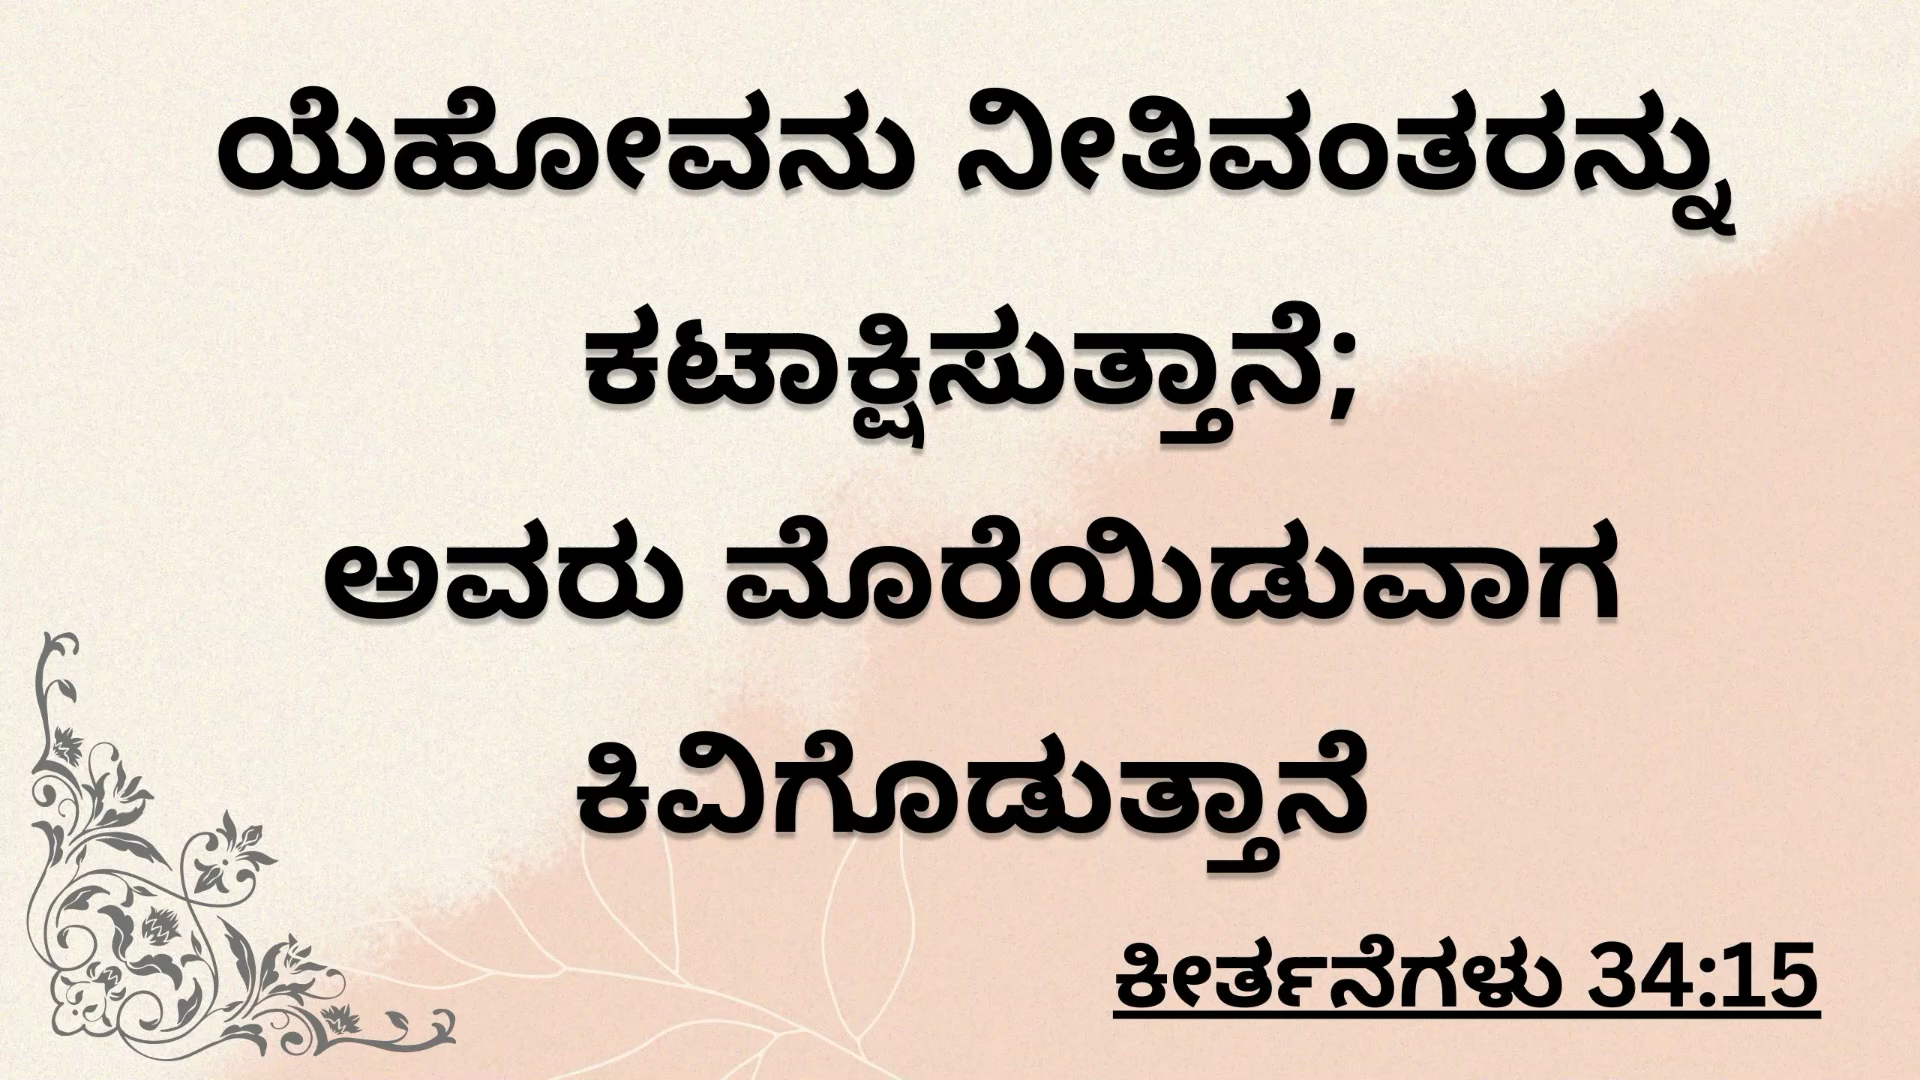 ಯೆಹೋವನು ನೀತಿವಂತರನ್ನು
ಕಟಾಕ್ಷಿಸುತ್ತಾನೆ;
ಅವರು ಮೊರೆಯಿಡುವಾಗ
ಕಿವಿಗೊಡುತ್ತಾನೆ
ಕೀರ್ತನೆಗಳು 34:15